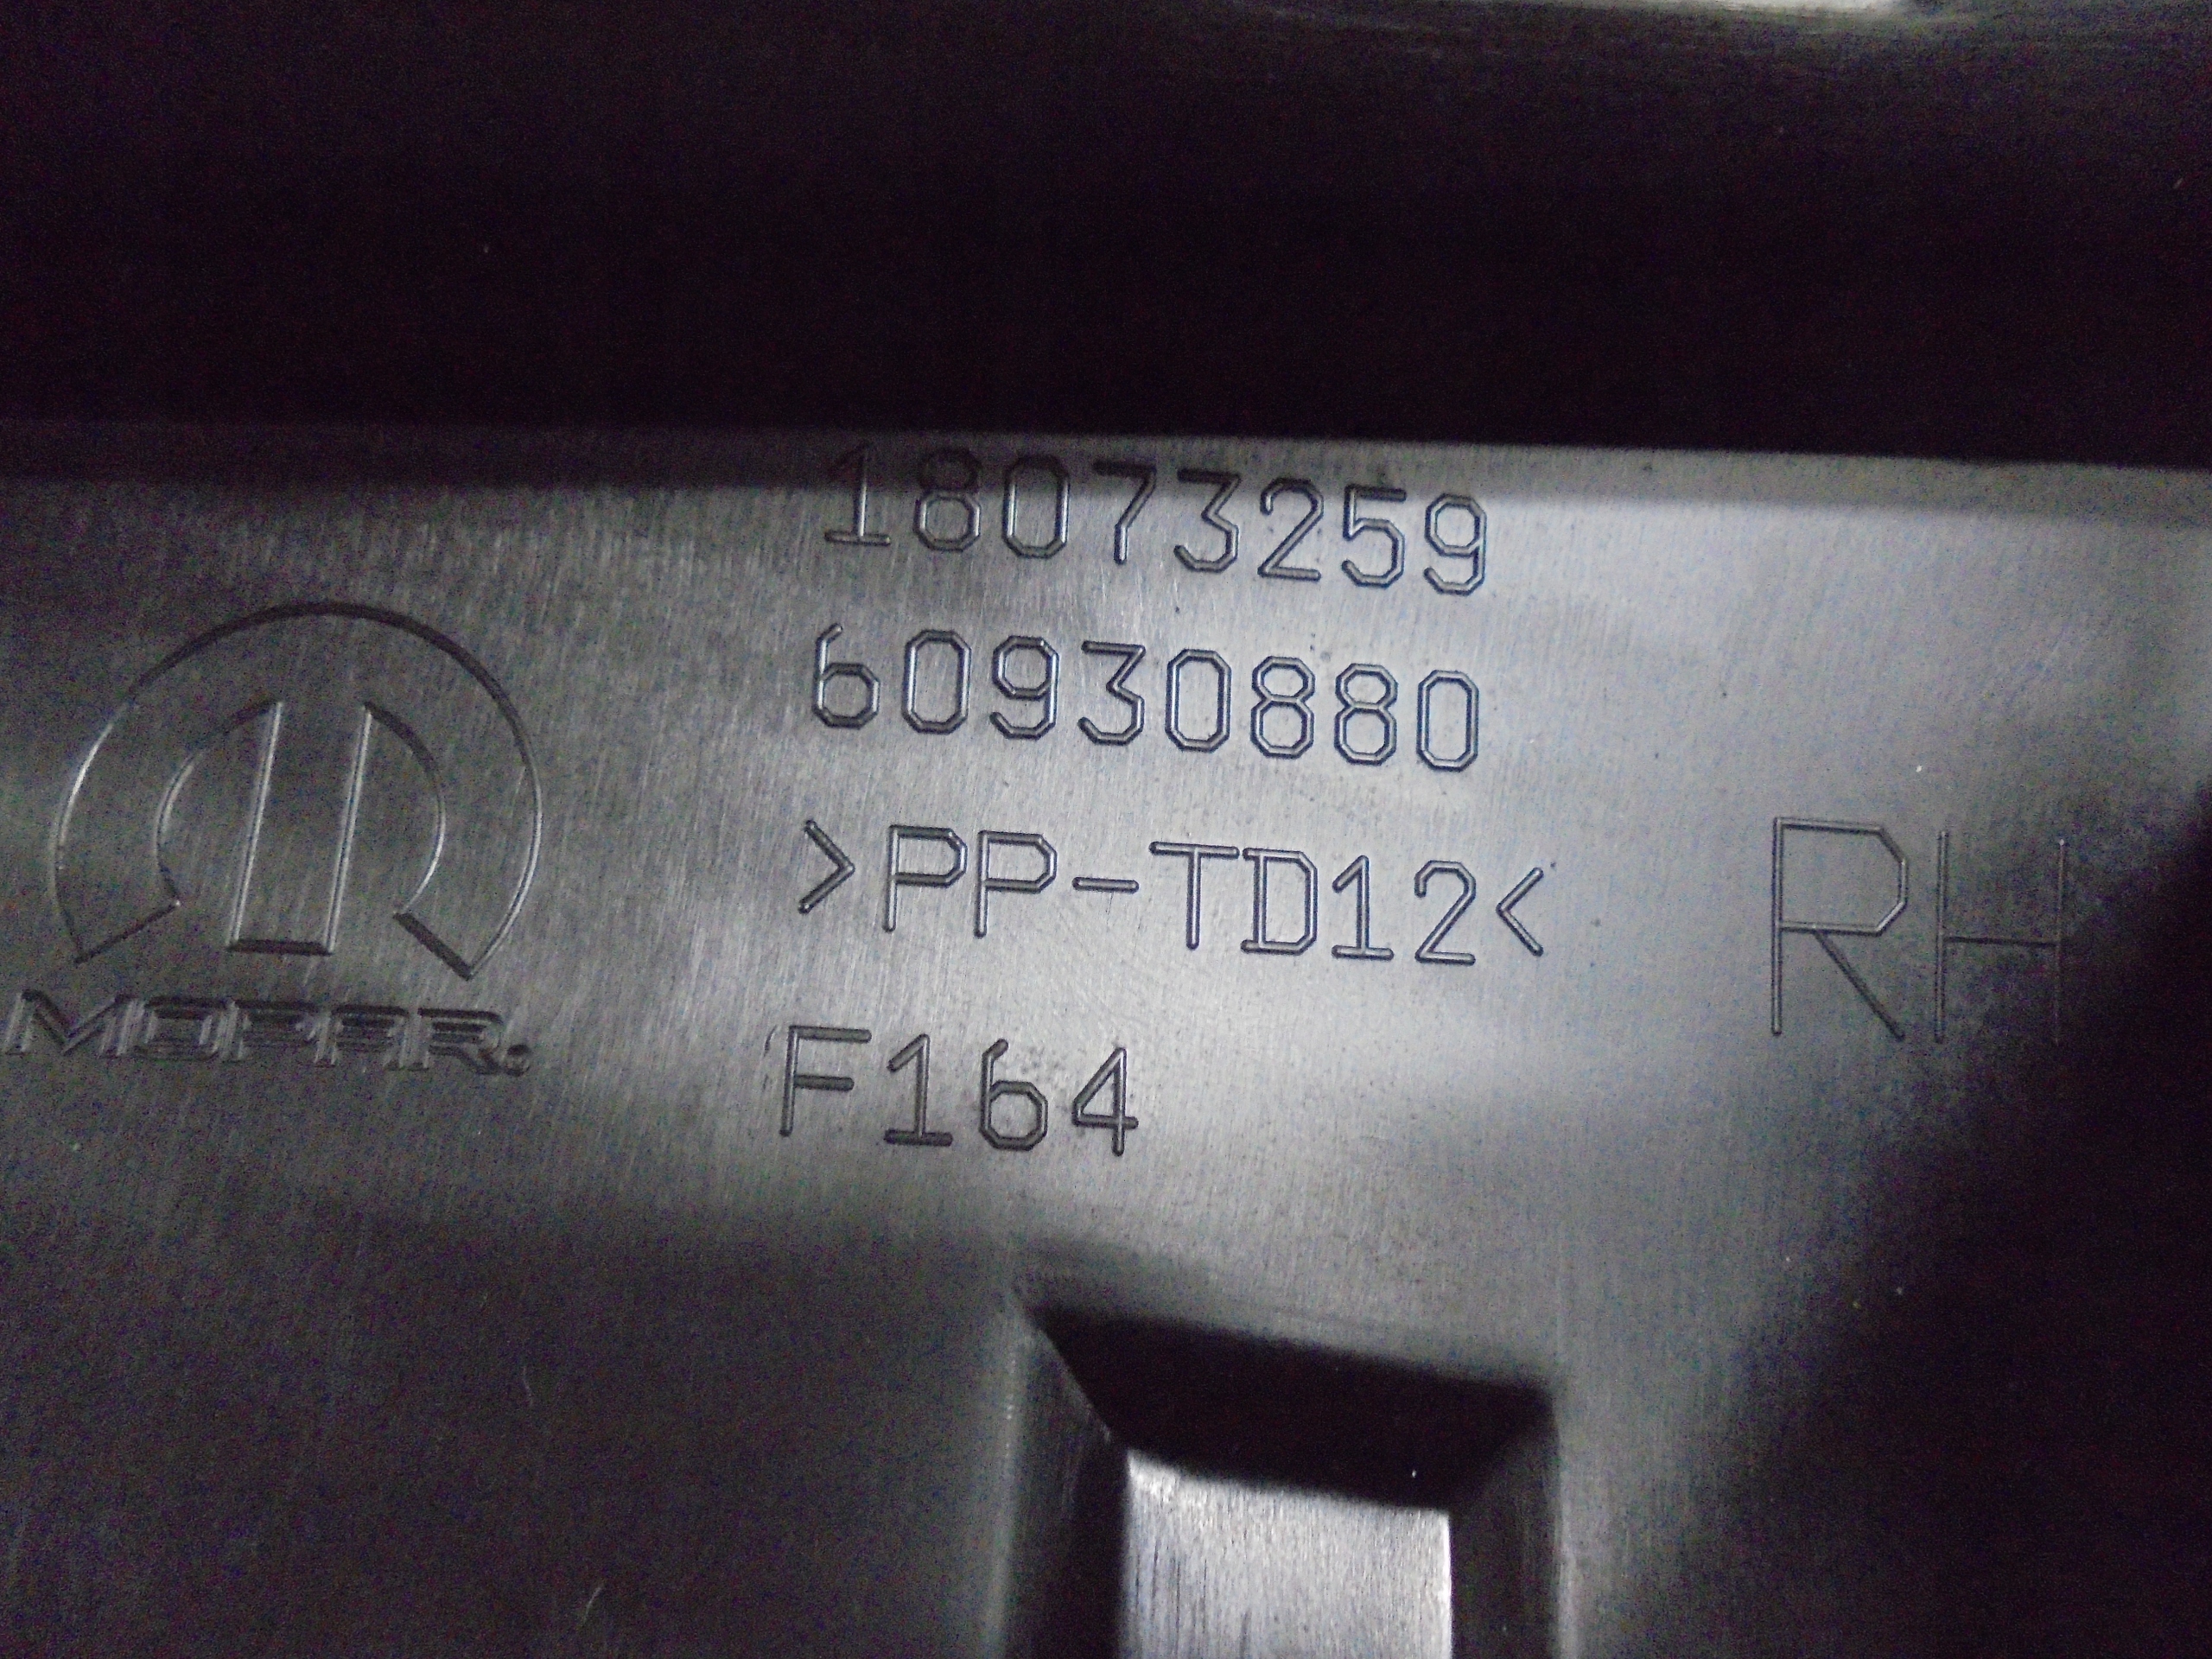 18073259
60930880
>PP-TD12<
F164
MOPAR.
RH